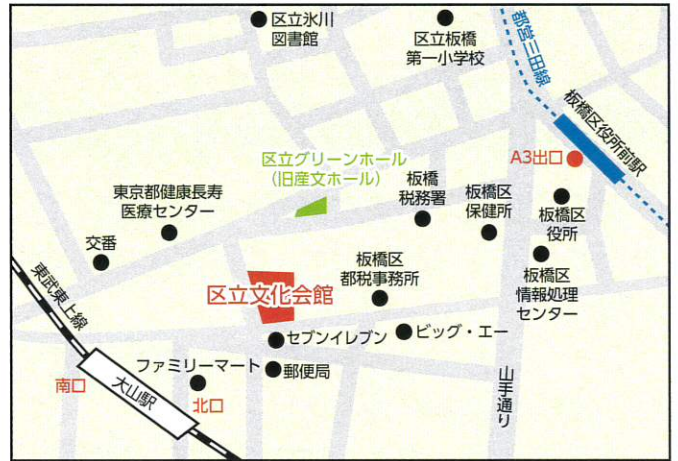 区立氷川
図書館
区立板橋
第一小学校
都営三田線
板橋区役所前駅
A3出口
区立グリーンホール
(旧産文ホール)
東京都健康長寿
医療センター
板橋
税務署
板橋区
保健所
板橋区
役所
交番
板橋区
都税事務所
板橋区
情報処理
センター
東武東上線
区立文化会館
セブンイレブン
ビッグ・エー
ファミリーマート
郵便局
山手通り
南口
大山駅
北口